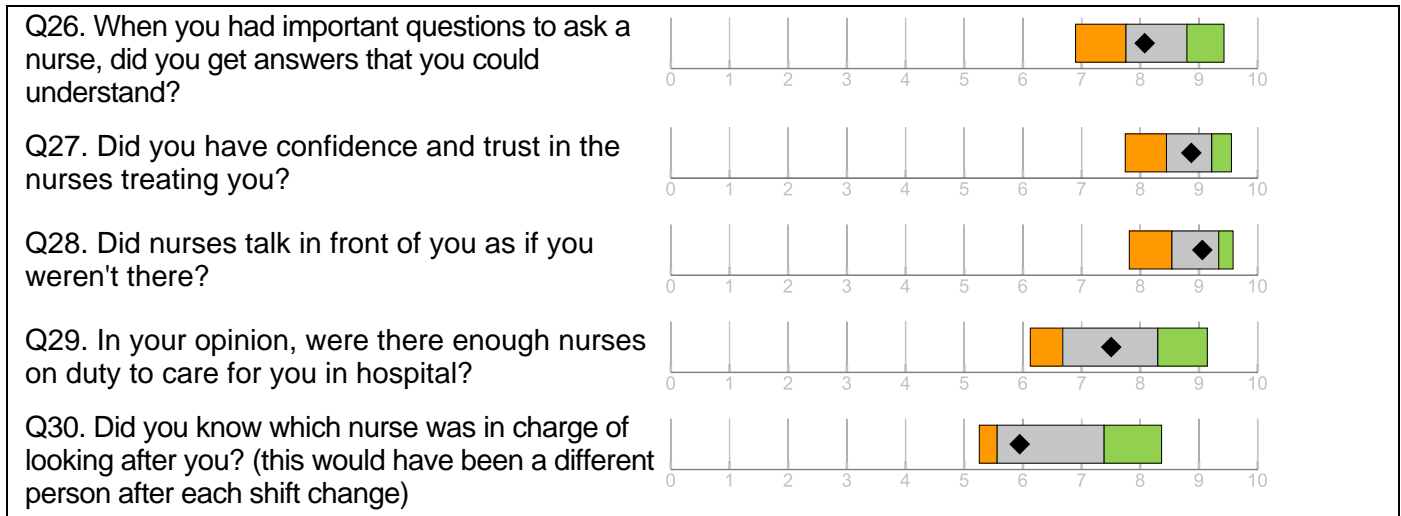 Q26. When you had important questions to ask a
nurse, did you get answers that you could
understand?
0 1 2 3 4 5 6 7 8 9 10
Q27. Did you have confidence and trust in the
nurses treating you?
0 1 2 3 4 5 6 7 8 9 10
Q28. Did nurses talk in front of you as if you
weren't there?
0 1 2 3 4 5 6 7 8 9 10
Q29. In your opinion, were there enough nurses
on duty to care for you in hospital?
0 1 2 3 4 5 6 7 8 9 10
Q30. Did you know which nurse was in charge of
looking after you? (this would have been a different
person after each shift change)
0 1 2 3 4 5 6 7 8 9 10